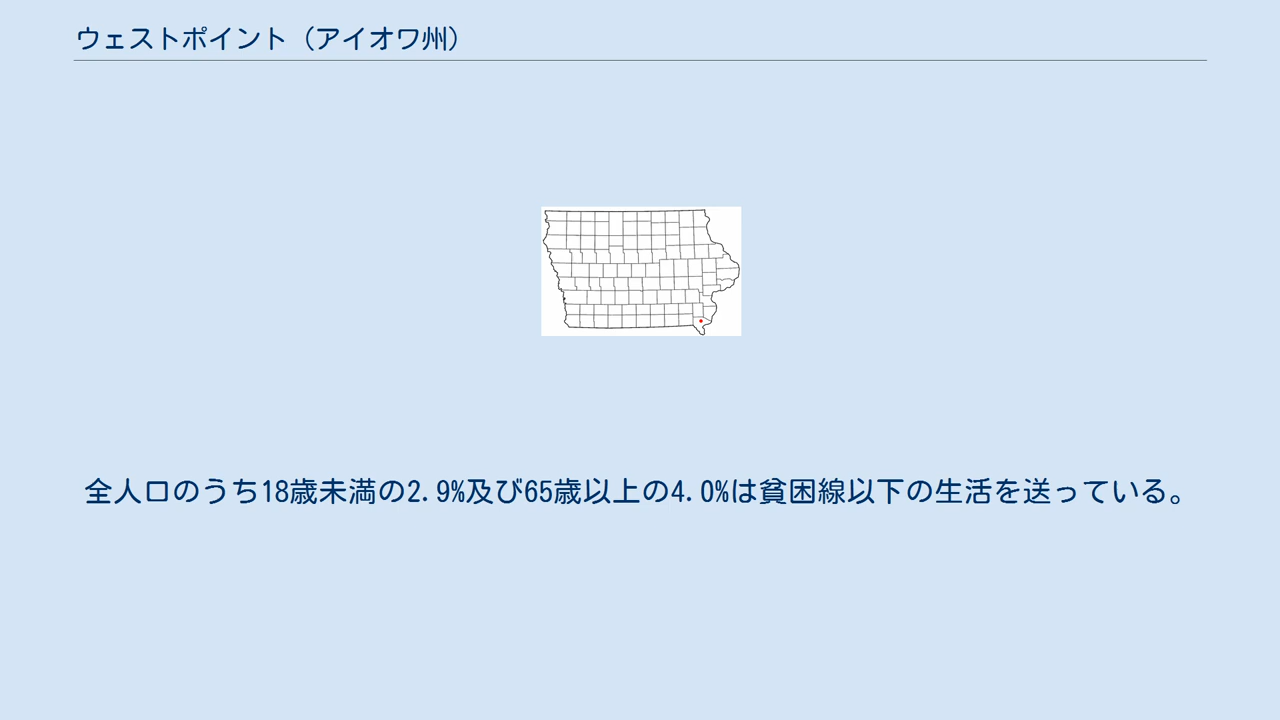 ウェストポイント（アイオワ州）
全人口のうち18歳未満の2.9%及び65歳以上の4.0%は貧困線以下の生活を送っている。